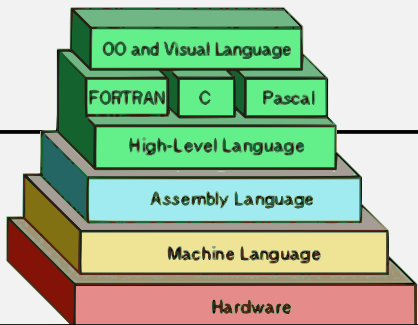 OO and Visual Language
FORTRAN C Pascal
High-Level Language
Assembly Language
Machine Language
Hardware